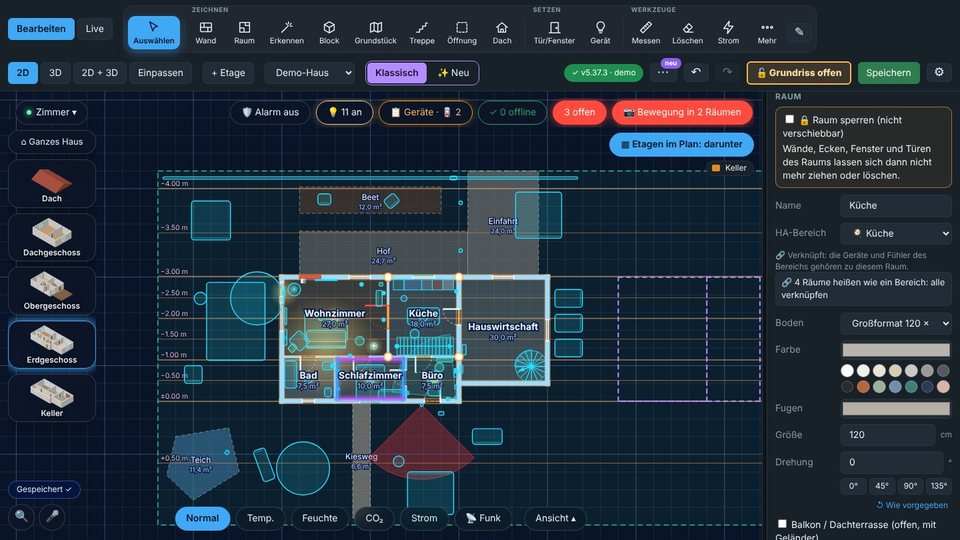 ZEICHNEN
SETZEN
WERKZEUGE
Bearbeiten
Live
Auswählen
Wand
Raum
Erkennen
Block
Grundstück
Treppe
Öffnung
Dach
Tür/Fenster
Gerät
Messen
Löschen
Strom
Mehr
2D
3D
2D + 3D
Einpassen
+ Etage
Demo-Haus
Klassisch
✨ Neu
✓ v5.37.3 · demo
neu
🔓 Grundriss offen
Speichern
Zimmer ▾
🛡️ Alarm aus
💡 11 an
📋 Geräte · 🪫 2
✓ 0 offline
3 offen
📷 Bewegung in 2 Räumen
▦ Etagen im Plan: darunter
Keller
⌂ Ganzes Haus
Dach
Dachgeschoss
Obergeschoss
Erdgeschoss
Keller
−4.00 m
−3.50 m
−3.00 m
−2.50 m
−2.00 m
−1.50 m
−1.00 m
−0.50 m
±0.00 m
+0.50 m
Beet
12,0 m²
Einfahrt
24,0 m²
Hof
24,7 m²
Wohnzimmer
27,0 m²
Küche
18,0 m²
Hauswirtschaft
30,0 m²
Bad
7,5 m²
Schlafzimmer
10,0 m²
Büro
7,5 m²
Teich
11,4 m²
Kiesweg
6,6 m²
Gespeichert ✓
Normal
Temp.
Feuchte
CO₂
Strom
📡 Funk
Ansicht ▴
RAUM
🔒 Raum sperren (nicht
verschiebbar)
Wände, Ecken, Fenster und Türen
des Raums lassen sich dann nicht
mehr ziehen oder löschen.
Name
Küche
HA-Bereich
Küche
🔗 Verknüpft: die Geräte und Fühler des
Bereichs gehören zu diesem Raum.
🔗 4 Räume heißen wie ein Bereich: alle
verknüpfen
Boden
Großformat 120 ×
Farbe
Fugen
Größe
120
cm
Drehung
0
°
0°
45°
90°
135°
↺ Wie vorgegeben
Balkon / Dachterrasse (offen, mit
Geländer)